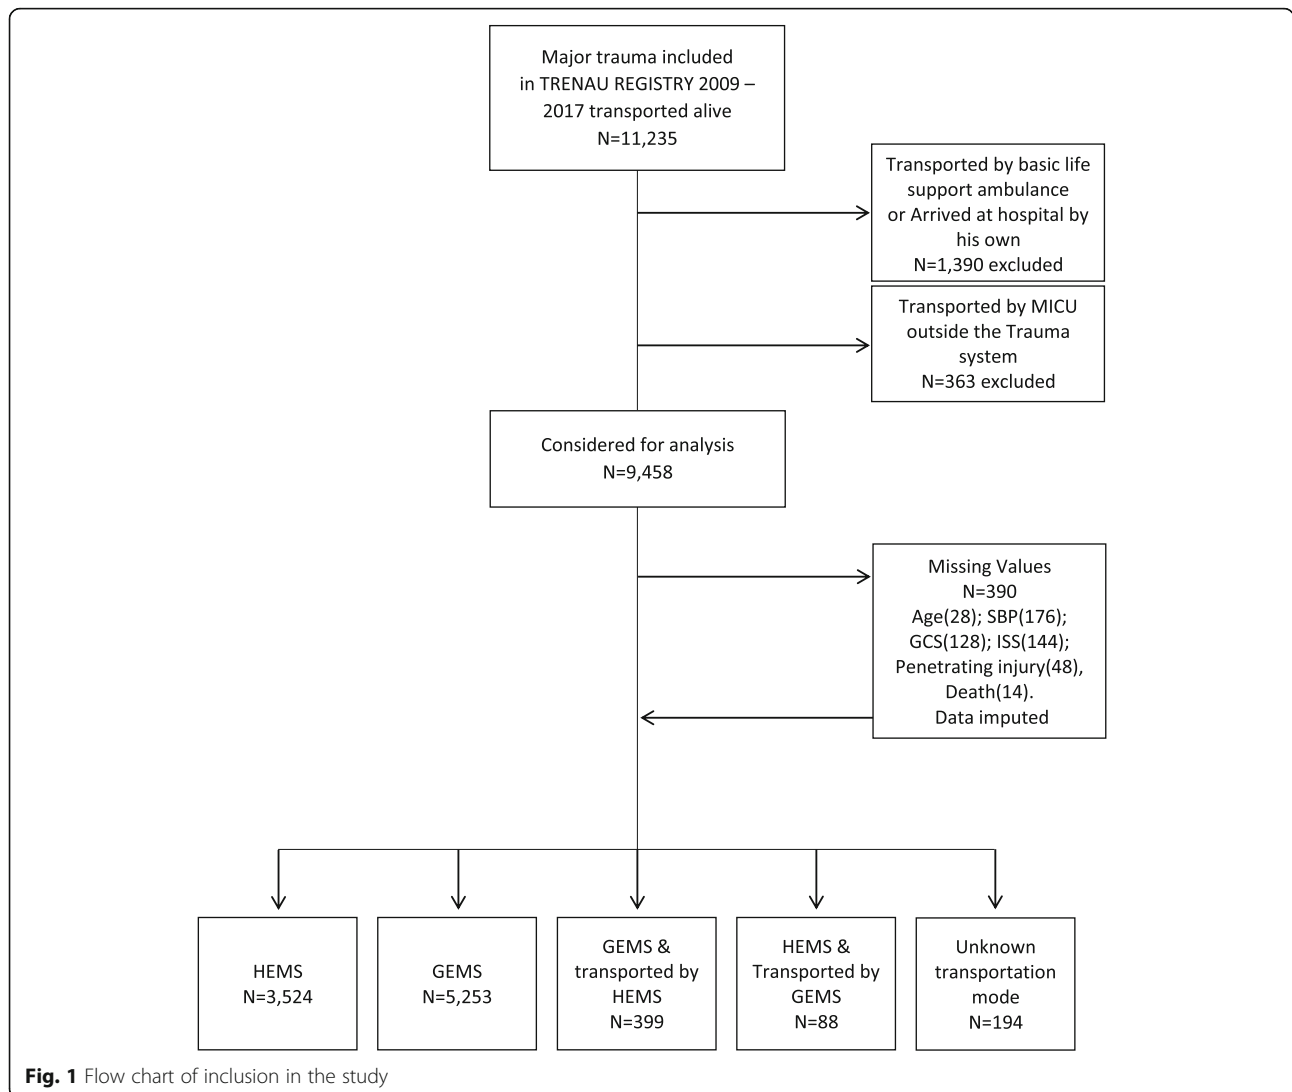 Major trauma included
in TRENAU REGISTRY 2009 –
2017 transported alive
N=11,235
Transported by basic life
support ambulance
or Arrived at hospital by
his own
N=1,390 excluded
Transported by MICU
outside the Trauma
system
N=363 excluded
Considered for analysis
N=9,458
Missing Values
N=390
Age(28); SBP(176);
GCS(128); ISS(144);
Penetrating injury(48),
Death(14).
Data imputed
HEMS
N=3,524
GEMS
N=5,253
GEMS &
transported by
HEMS
N=399
HEMS &
Transported by
GEMS
N=88
Unknown
transportation
mode
N=194
Fig. 1 Flow chart of inclusion in the study